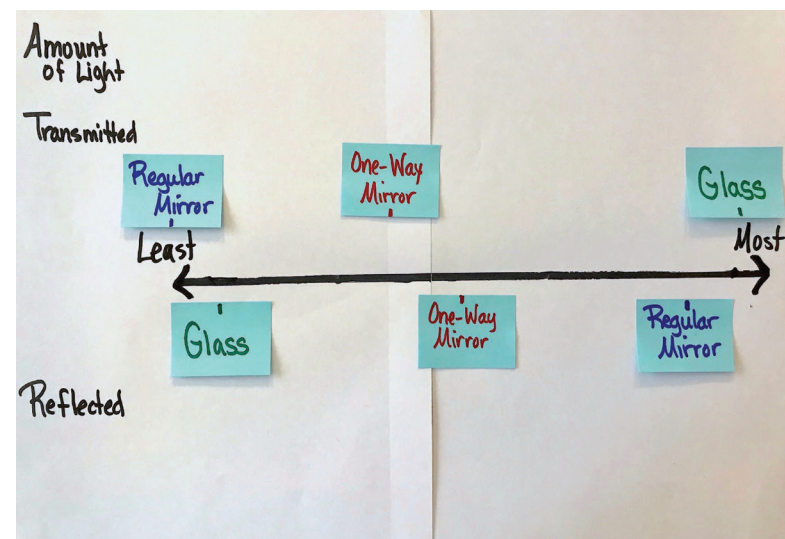 Amount
of Light
Transmitted
Regular
Mirror
One-Way
Mirror
Glass
Least
Most
Glass
One-Way
Mirror
Regular
Mirror
Reflected